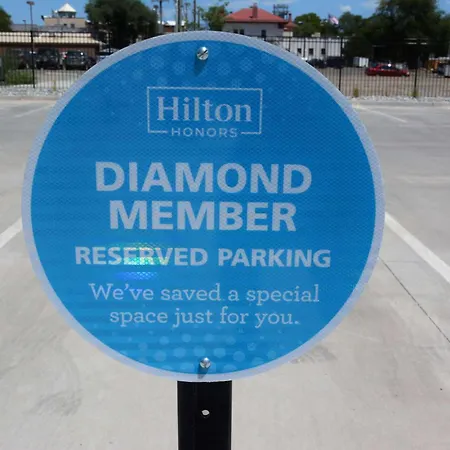 Hilton
HONORS
DIAMOND
MEMBER
RESERVED PARKING
We've saved a special
space just for you.